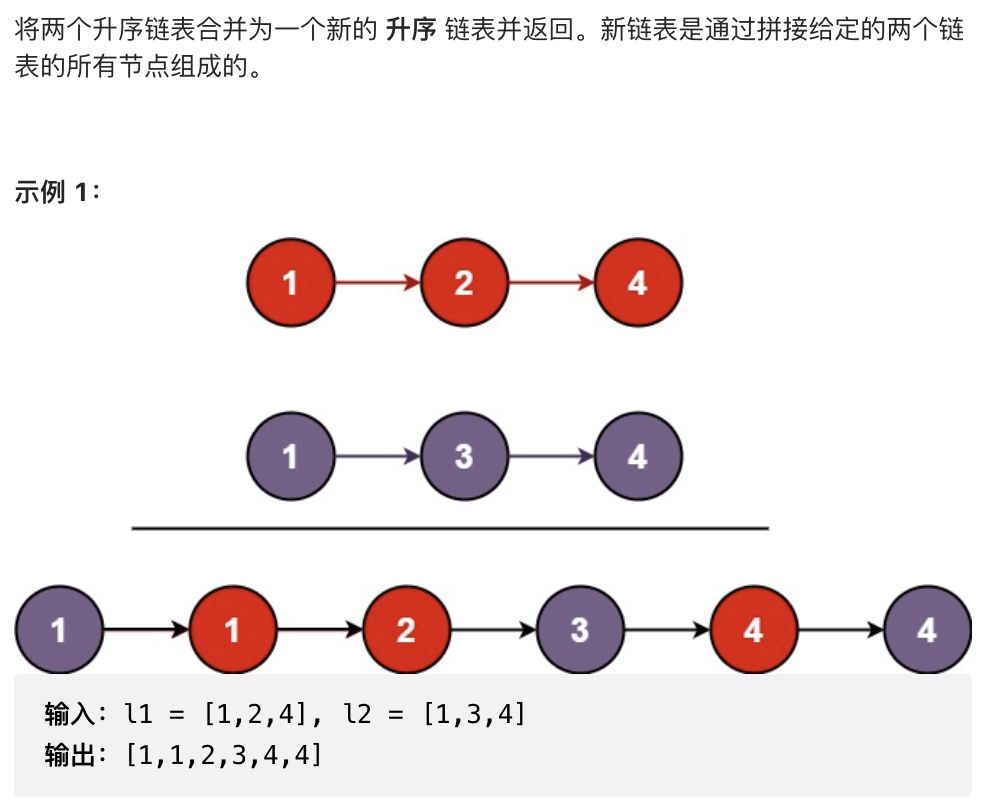 将两个升序链表合并为一个新的 升序 链表并返回。新链表是通过拼接给定的两个链
表的所有节点组成的。
示例 1：
1 2 4
1 3 4
1 1 2 3 4 4
输入：l1 = [1,2,4], l2 = [1,3,4]
输出：[1,1,2,3,4,4]